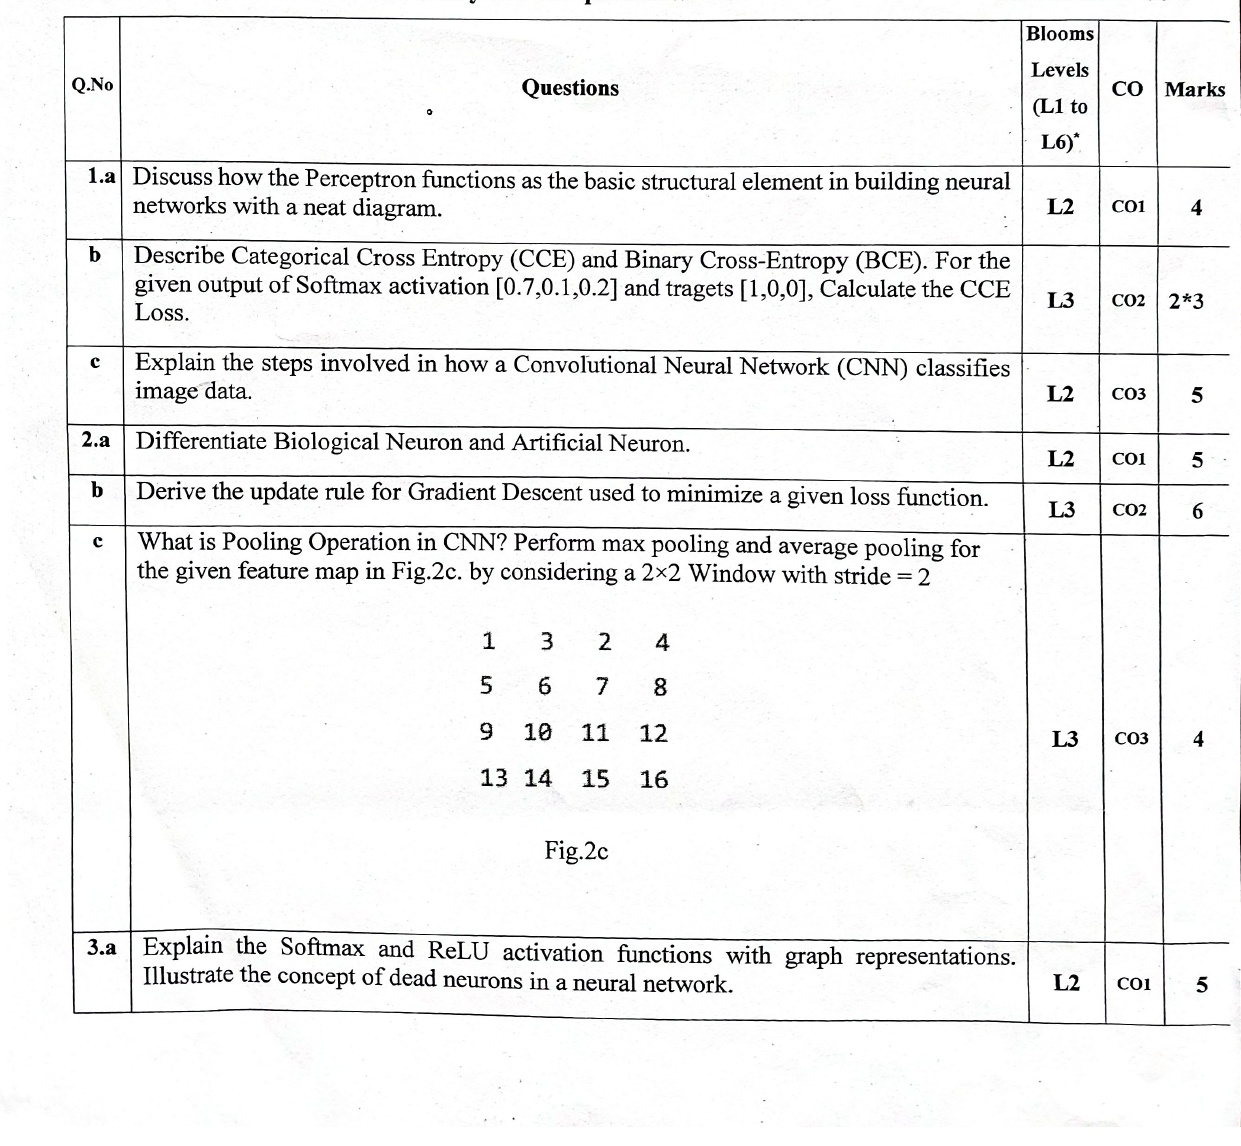 Blooms
Levels
(L1 to
L6)*
Q.No
Questions
CO
Marks
1.a
Discuss how the Perceptron functions as the basic structural element in building neural
networks with a neat diagram.
L2
CO1
4
b
Describe Categorical Cross Entropy (CCE) and Binary Cross-Entropy (BCE). For the
given output of Softmax activation [0.7,0.1,0.2] and tragets [1,0,0], Calculate the CCE
Loss.
L3
CO2
2*3
c
Explain the steps involved in how a Convolutional Neural Network (CNN) classifies
image data.
L2
CO3
5
2.a
Differentiate Biological Neuron and Artificial Neuron.
L2
CO1
5
b
Derive the update rule for Gradient Descent used to minimize a given loss function.
L3
CO2
6
c
What is Pooling Operation in CNN? Perform max pooling and average pooling for
the given feature map in Fig.2c. by considering a 2×2 Window with stride = 2
1 3 2 4
5 6 7 8
9 10 11 12
13 14 15 16
Fig.2c
L3
CO3
4
3.a
Explain the Softmax and ReLU activation functions with graph representations.
Illustrate the concept of dead neurons in a neural network.
L2
CO1
5